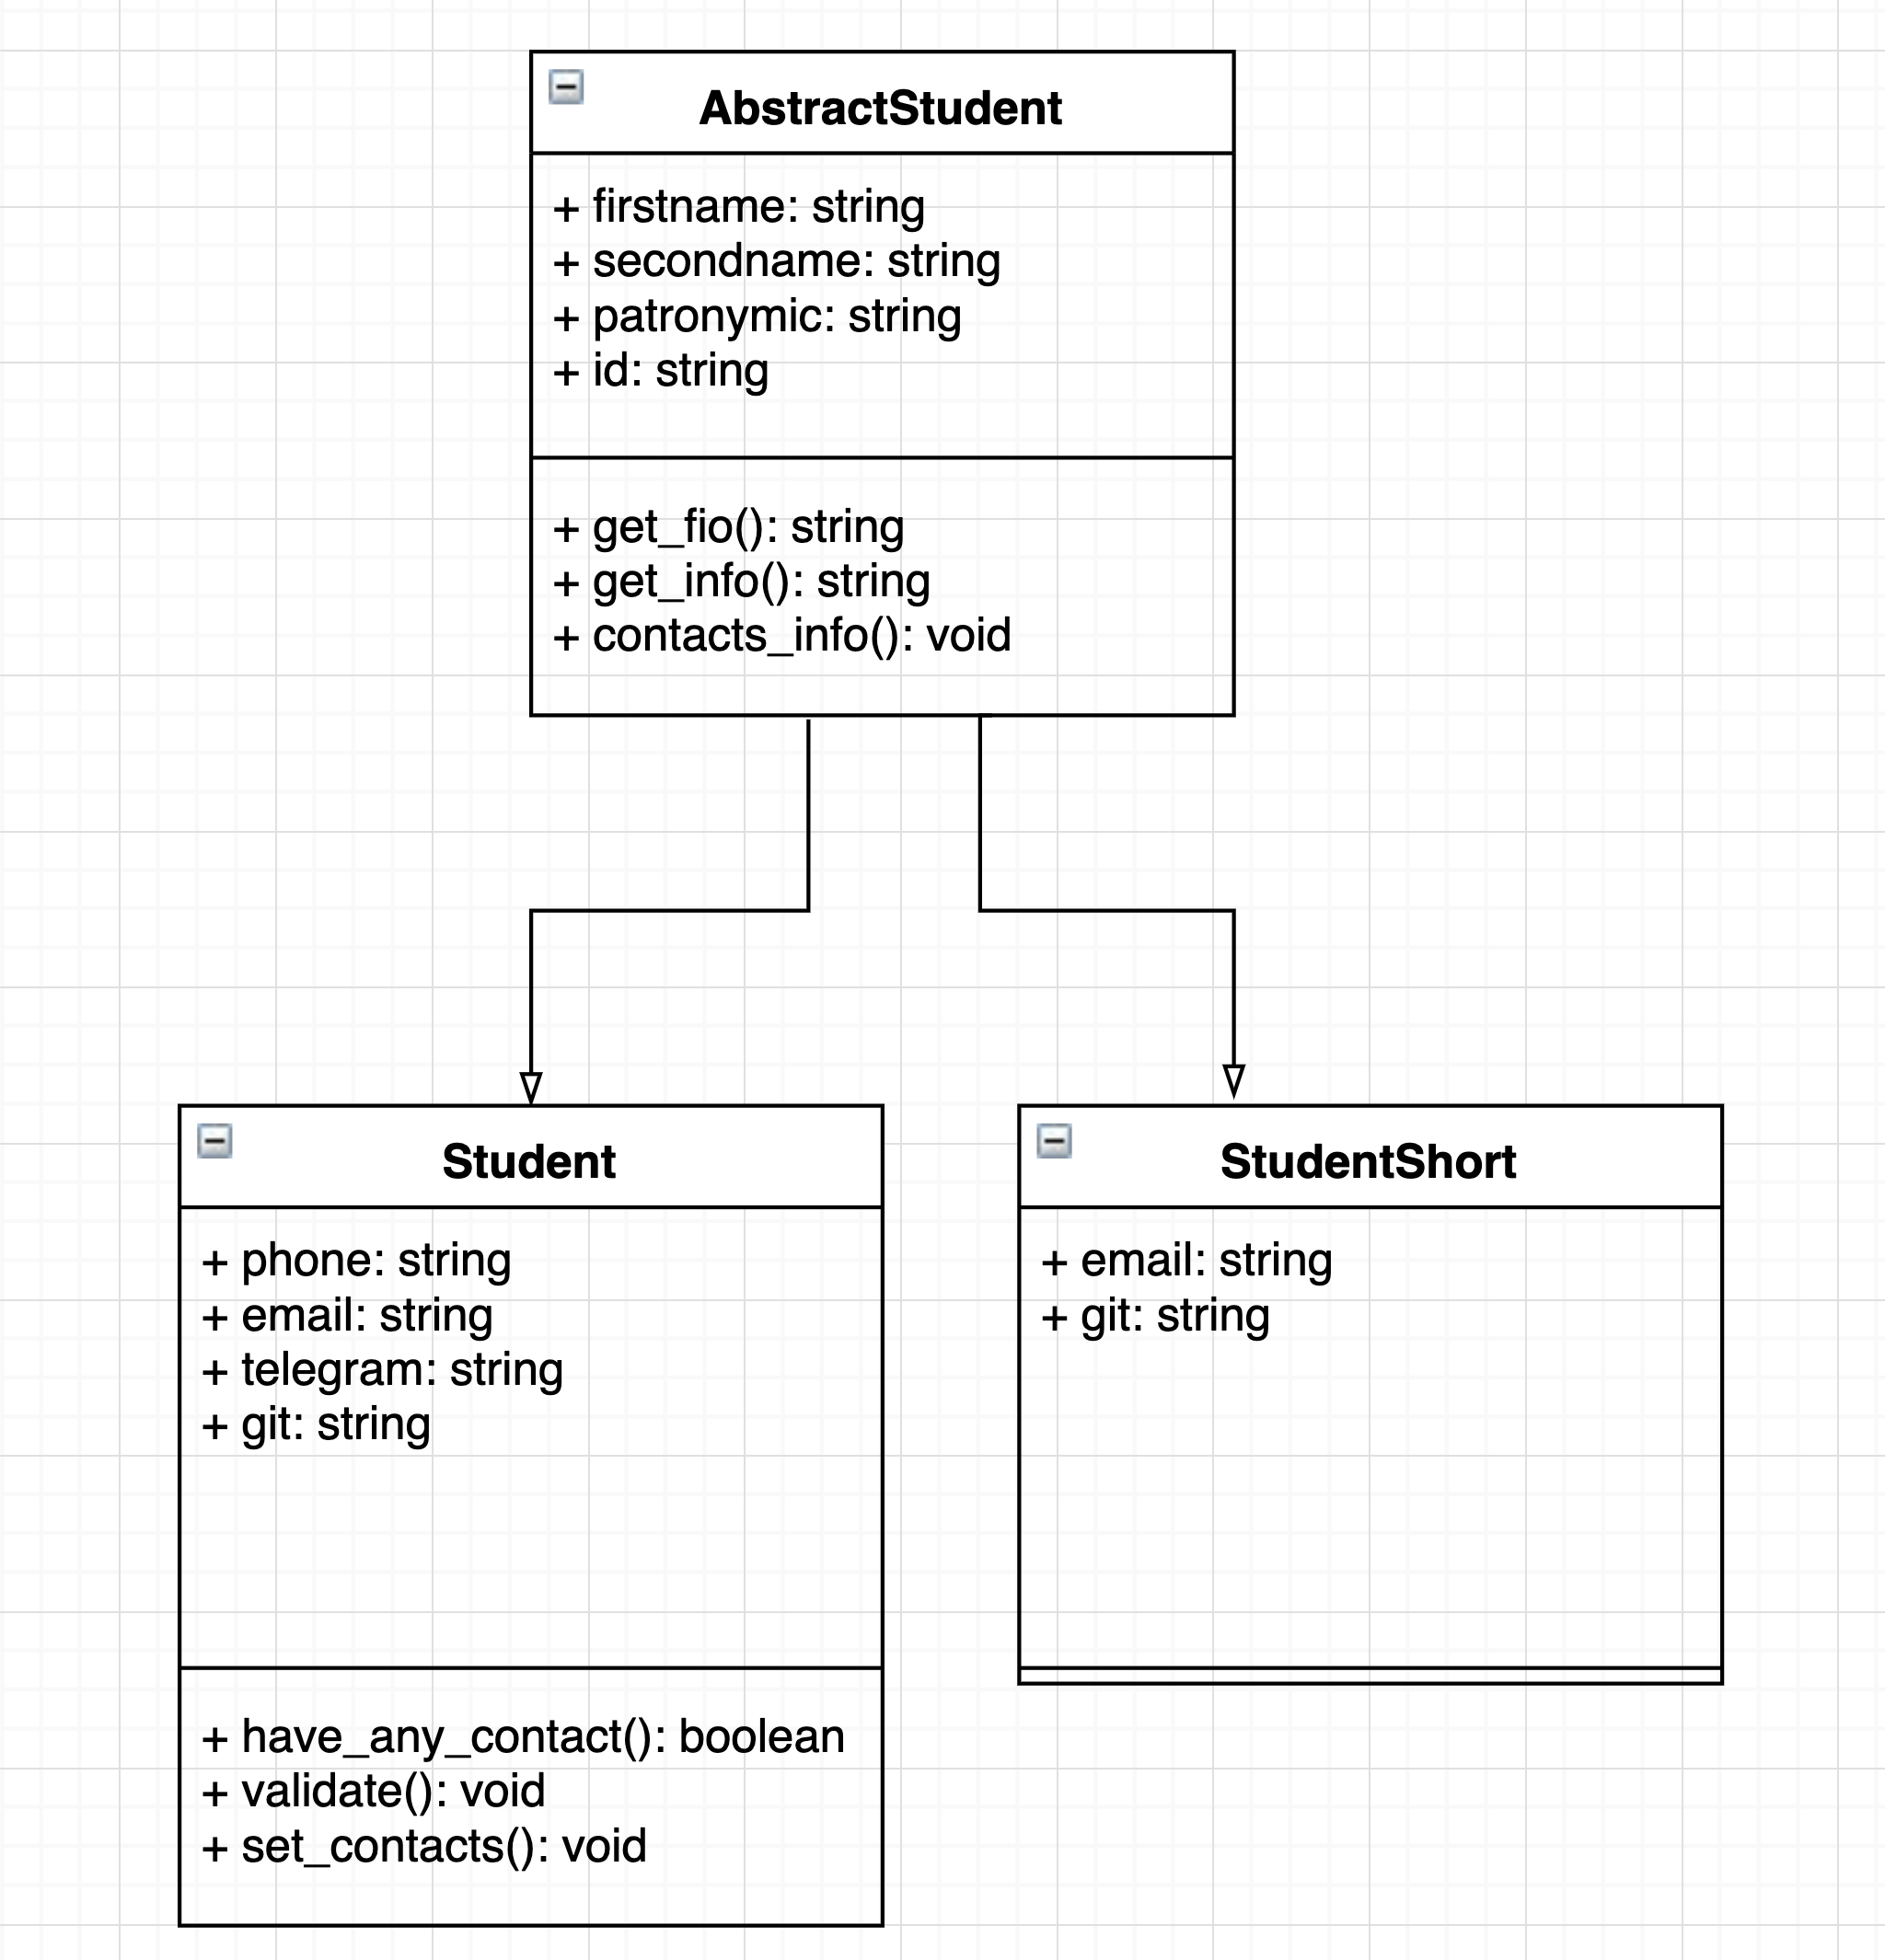 AbstractStudent
+ firstname: string
+ secondname: string
+ patronymic: string
+ id: string
+ get_fio(): string
+ get_info(): string
+ contacts_info(): void
Student
+ phone: string
+ email: string
+ telegram: string
+ git: string
+ have_any_contact(): boolean
+ validate(): void
+ set_contacts(): void
StudentShort
+ email: string
+ git: string